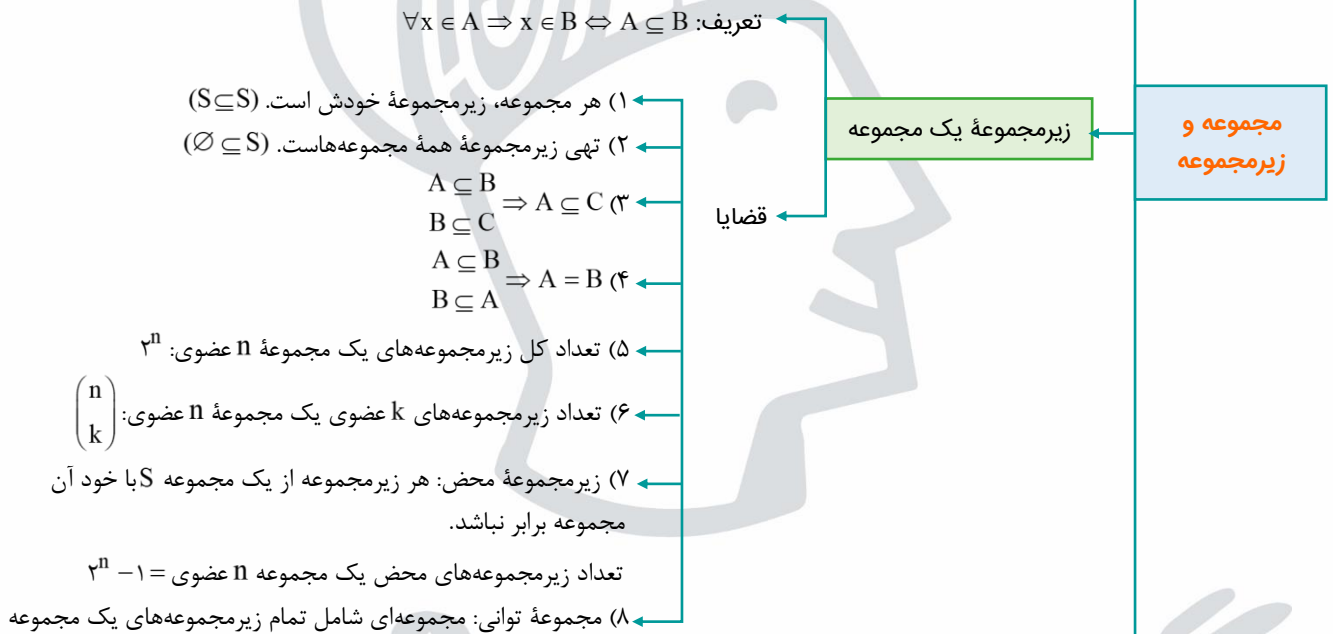 تعریف: ∀x ∈ A ⇒ x ∈ B ⇔ A ⊆ B
مجموعه و
زیرمجموعه
زیرمجموعهٔ یک مجموعه
قضایا
۱) هر مجموعه، زیرمجموعهٔ خودش است. (S⊆S)
۲) تهی زیرمجموعهٔ همهٔ مجموعه‌هاست. (∅ ⊆ S)
۳) A ⊆ B
B ⊆ C ⇒ A ⊆ C
۴) A ⊆ B
B ⊆ A ⇒ A = B
۵) تعداد کل زیرمجموعه‌های یک مجموعهٔ n عضوی: ۲ⁿ
۶) تعداد زیرمجموعه‌های k عضوی یک مجموعهٔ n عضوی: (n k)
۷) زیرمجموعهٔ محض: هر زیرمجموعه از یک مجموعه S با خود آن
مجموعه برابر نباشد.
تعداد زیرمجموعه‌های محض یک مجموعه n عضوی = ۲ⁿ −۱
۸) مجموعهٔ توانی: مجموعه‌ای شامل تمام زیرمجموعه‌های یک مجموعه